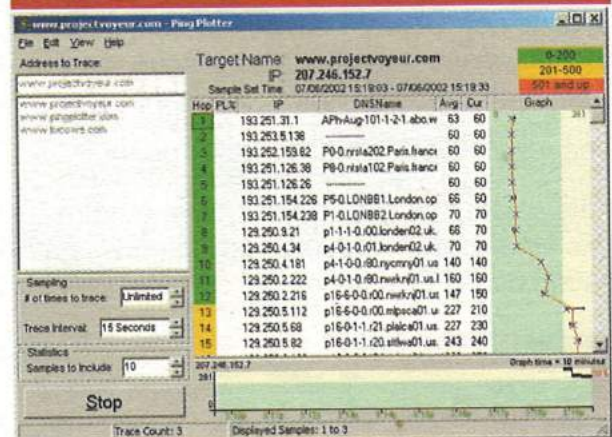 www.projectvoyeur.com - Ping Plotter
File Edit View Help
Address to Trace:
www.projectvoyeur.com
www.projectvoyeur.com
www.pingplotter.com
www.tucows.com
Target Name: www.projectvoyeur.com
IP: 207.246.152.7
Sample Set Time: 07/06/2002 15:19:03 - 07/06/2002 15:19:33
0-200
201-500
501 and up
Hop PL% IP DNSName Avg Cur Graph
0 281
1 193.251.31.1 APh-Aug-101-1-2-1.abo.w 63 60
2 193.253.5.138 ---------- 60 60
3 193.252.159.62 P0-0.nrsta202.Paris.france 60 60
4 193.251.126.38 P8-0.ntsta102.Paris.france 60 60
5 193.251.126.26 ---------- 60 60
6 193.251.154.226 P5-0.LONBB1.London.op 66 60
7 193.251.154.238 P1-0.LONBB2.London.op 70 70
8 129.250.9.21 p1-1-1-0.r00.londen02.uk. 66 70
9 129.250.4.34 p4-0-1-0.r01.londen02.uk. 70 70
10 129.250.4.181 p4-1-0-0.r80.nycmny01.us 140 140
11 129.250.2.222 p4-0-1-0.r80.nwrknj01.us.l 160 160
12 129.250.2.216 p16-6-0-0.r00.nwrknj01.us 147 150
13 129.250.5.112 p16-6-0-0.r00.mlpsca01.u 227 210
14 129.250.5.68 p16-0-1-1.r21.plalca01.us. 227 230
15 129.250.5.82 p16-0-1-1.r20.sttlwa01.us. 243 240
Sampling
# of times to trace: Unlimited
Trace Interval: 15 Seconds
Statistics
Samples to include: 10
Stop
207.246.152.7 Graph time = 10 minutes
281
0
Trace Count: 3 Displayed Samples: 1 to 3